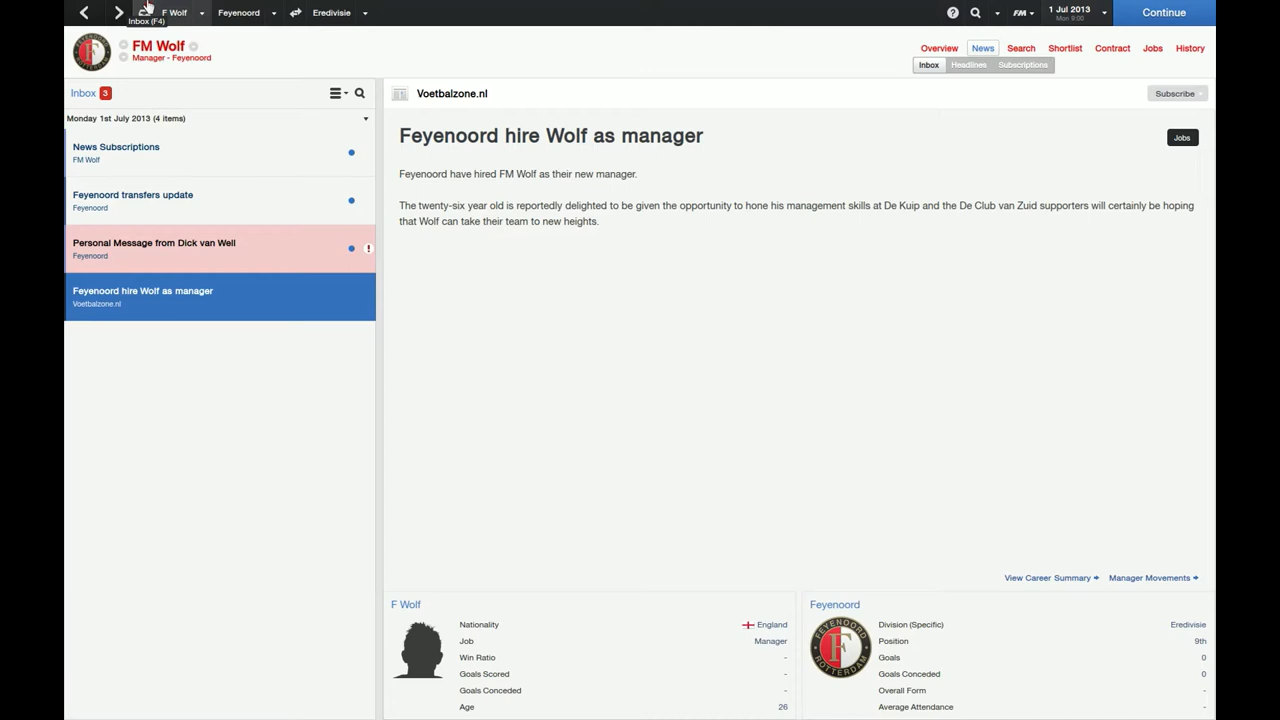 F Wolf
Feyenoord
Eredivisie
FM
1 Jul 2013
Mon 9:00
Continue
Inbox (F4)
FM Wolf
Manager - Feyenoord
Overview
News
Search
Shortlist
Contract
Jobs
History
Inbox
Headlines
Subscriptions
Inbox 3
Monday 1st July 2013 (4 items)
News Subscriptions
FM Wolf
Feyenoord transfers update
Feyenoord
Personal Message from Dick van Well
Feyenoord
!
Feyenoord hire Wolf as manager
Voetbalzone.nl
Voetbalzone.nl
Subscribe
Feyenoord hire Wolf as manager
Jobs
Feyenoord have hired FM Wolf as their new manager.
The twenty-six year old is reportedly delighted to be given the opportunity to hone his management skills at De Kuip and the De Club van Zuid supporters will certainly be hoping
that Wolf can take their team to new heights.
View Career Summary
Manager Movements
F Wolf
Nationality England
Job Manager
Win Ratio -
Goals Scored -
Goals Conceded -
Age 26
Feyenoord
FEYENOORD
F
ROTTERDAM
Division (Specific) Eredivisie
Position 9th
Goals 0
Goals Conceded 0
Overall Form -
Average Attendance -